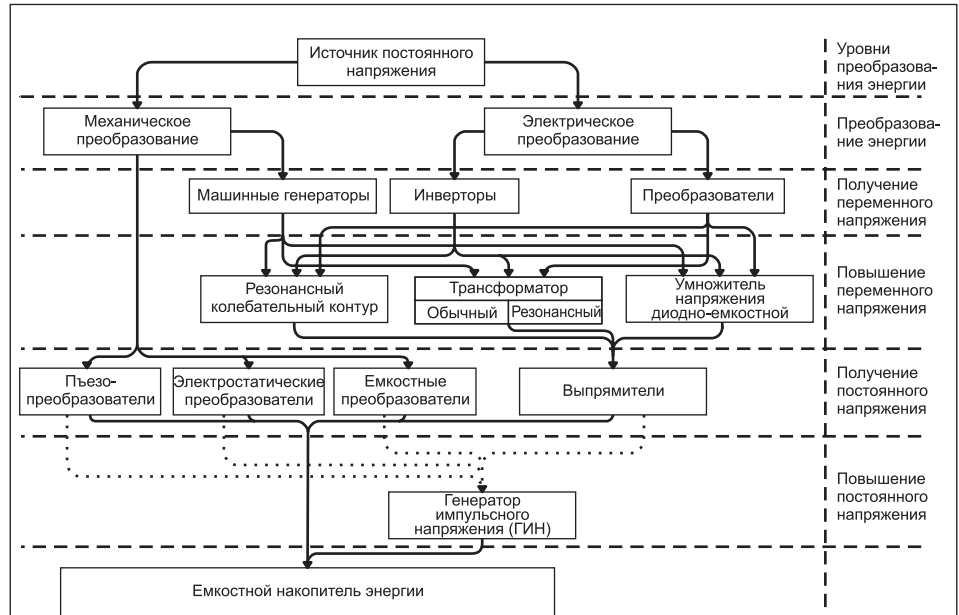 Источник постоянного
напряжения
Уровни
преобразова-
ния энергии
Механическое
преобразование
Электрическое
преобразование
Преобразова-
ние энергии
Машинные генераторы
Инверторы
Преобразователи
Получение
переменного
напряжения
Резонансный
колебательный контур
Трансформатор
Обычный
Резонансный
Умножитель
напряжения
диодно-емкостной
Повышение
переменного
напряжения
Пъезо-
преобразователи
Электростатические
преобразователи
Емкостные
преобразователи
Выпрямители
Получение
постоянного
напряжения
Генератор
импульсного
напряжения (ГИН)
Повышение
постоянного
напряжения
Емкостной накопитель энергии